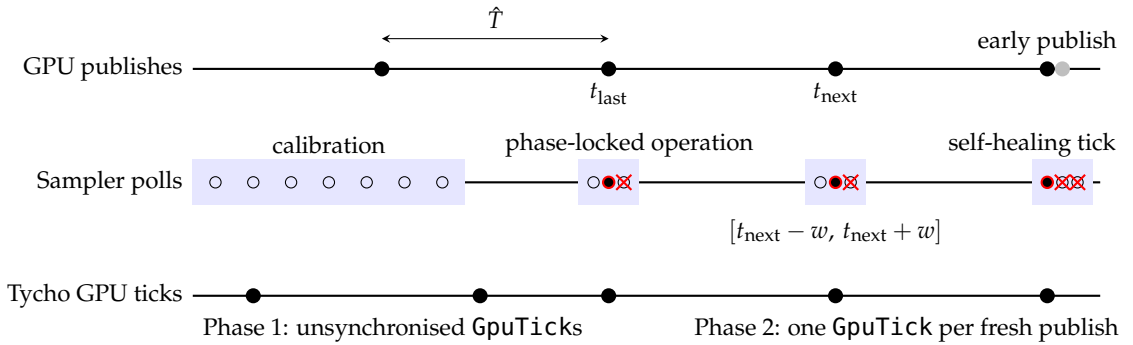 T̂
early publish
GPU publishes
t_last
t_next
calibration
phase-locked operation
self-healing tick
Sampler polls
[t_next − w, t_next + w]
Tycho GPU ticks
Phase 1: unsynchronised GpuTicks
Phase 2: one GpuTick per fresh publish